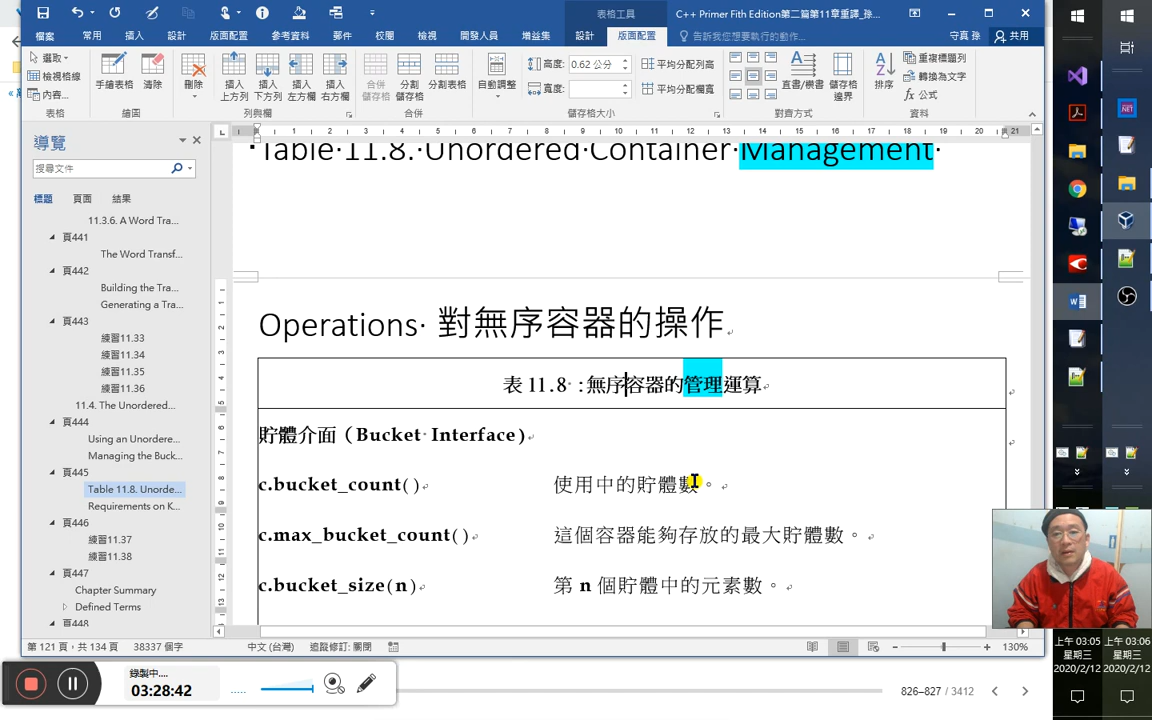 表格工具
C++ Primer Fith Edition第二篇第11章重譯_孫...
檔案 常用 插入 設計 版面配置 參考資料 郵件 校閱 檢視 開發人員 增益集 設計 版面配置 告訴我您想要執行的動作... 守真 孫 共用
選取
檢視格線
內容...
手繪表格 清除 刪除
插入上方列 插入下方列 插入左方欄 插入右方欄
合併儲存格 分割儲存格 分割表格 自動調整
高度: 0.62 公分 平均分配列高
寬度: 平均分配欄寬
直書/橫書 儲存格邊界 排序
重複標題列
轉換為文字
fx 公式
表格 繪圖 列與欄 合併 儲存格大小 對齊方式 資料
導覽
搜尋文件
標題 頁面 結果
11.3.6. A Word Tra...
頁441
The Word Transf...
頁442
Building the Tra...
Generating a Tra...
頁443
練習11.33
練習11.34
練習11.35
練習11.36
11.4. The Unordered...
頁444
Using an Unordere...
Managing the Buck...
頁445
Table 11.8. Unorde...
Requirements on K...
頁446
練習11.37
練習11.38
頁447
Chapter Summary
Defined Terms
頁448
Table 11.8. Unordered Container Management
Operations 對無序容器的操作
表 11.8 :無序容器的管理運算
貯體介面（Bucket Interface）
c.bucket_count() 使用中的貯體數。
c.max_bucket_count() 這個容器能夠存放的最大貯體數。
c.bucket_size(n) 第 n 個貯體中的元素數。
第 121 頁，共 134 頁 38337 個字 中文 (台灣) 追蹤修訂: 關閉 130%
錄製中....
03:28:42
826–827 / 3412
上午 03:05
星期三
2020/2/12
上午 03:06
星期三
2020/2/12